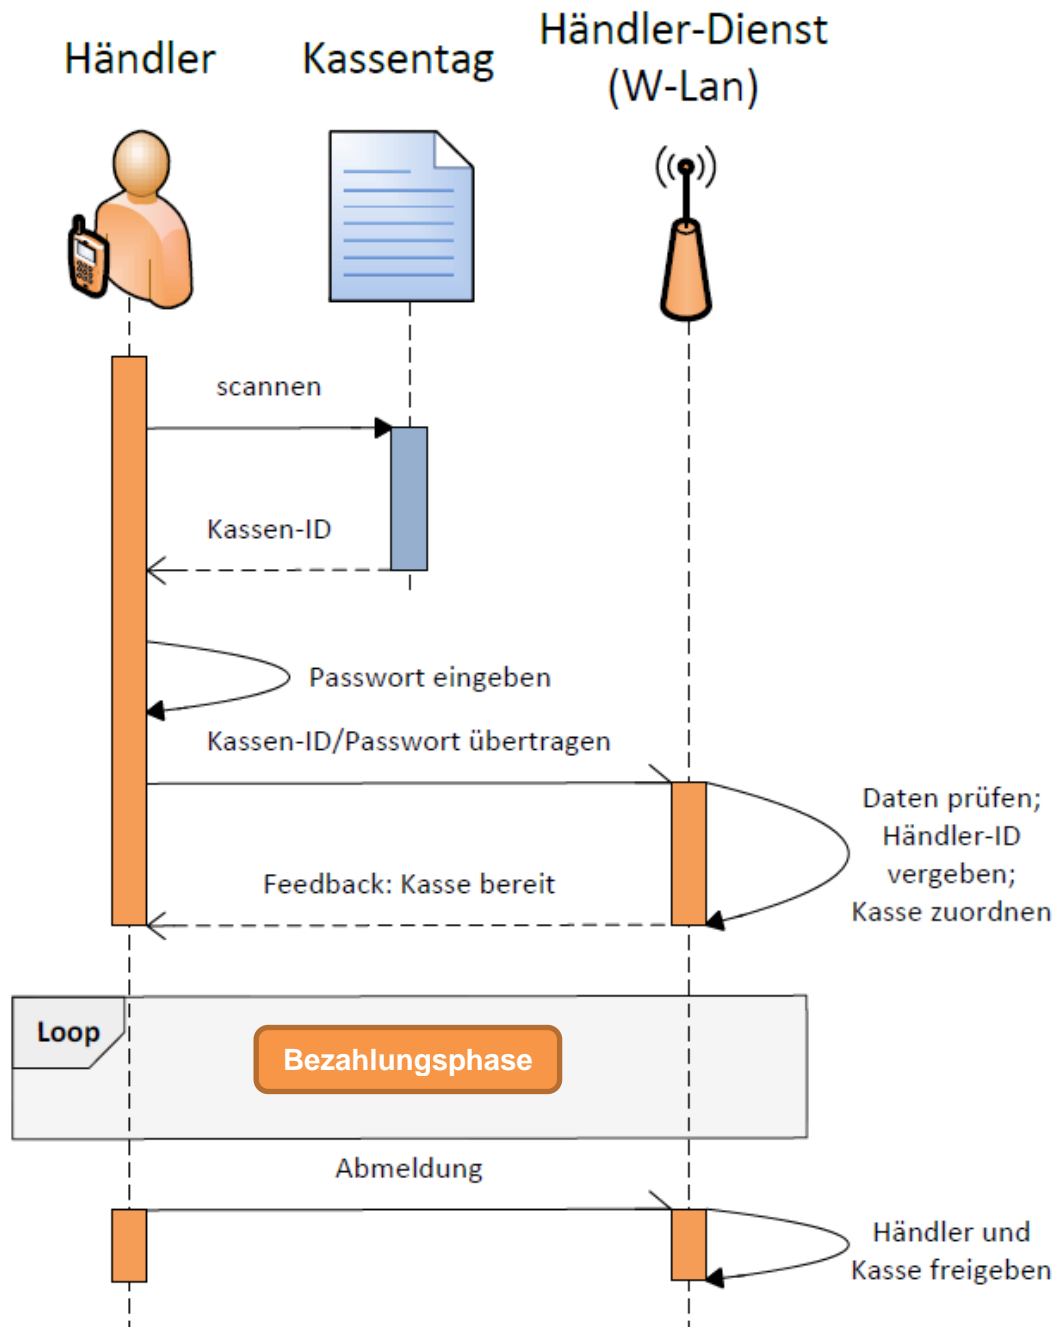 Händler
Kassentag
Händler-Dienst
(W-Lan)
scannen
Kassen-ID
Passwort eingeben
Kassen-ID/Passwort übertragen
Daten prüfen;
Händler-ID
vergeben;
Kasse zuordnen
Feedback: Kasse bereit
Loop
Bezahlungsphase
Abmeldung
Händler und
Kasse freigeben